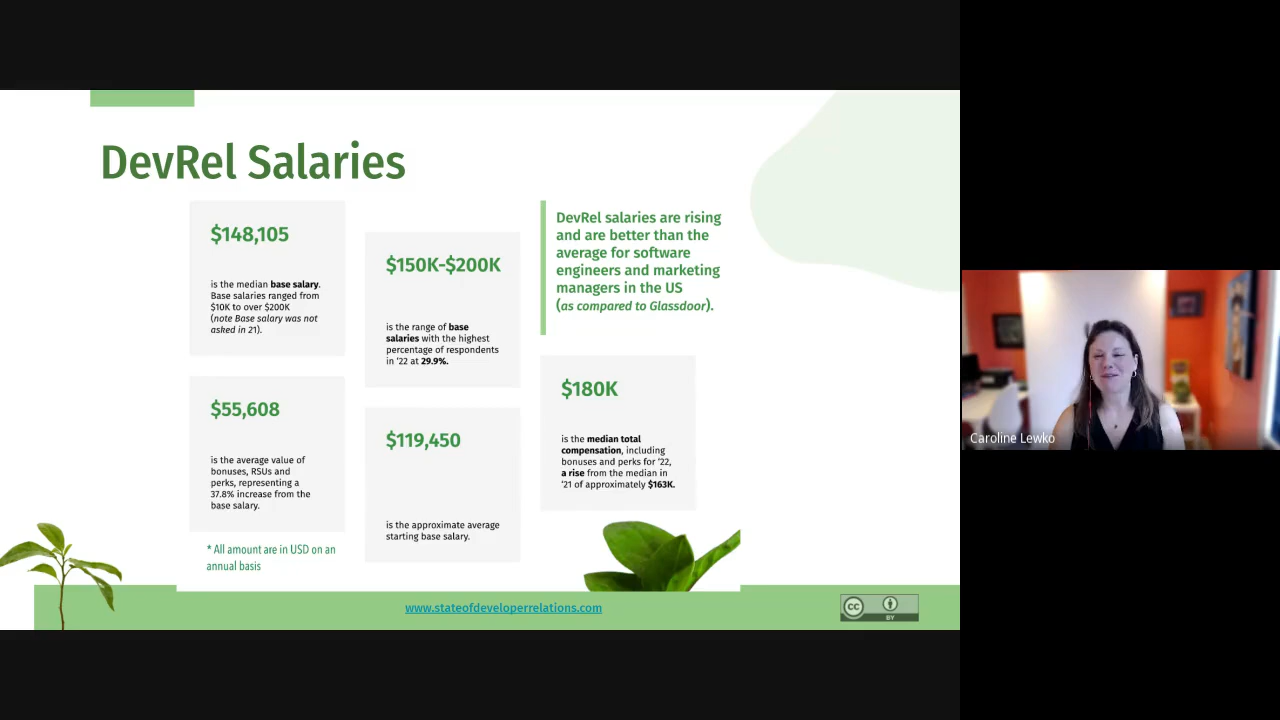 DevRel Salaries
$148,105
is the median base salary.
Base salaries ranged from
$10K to over $200K
(note Base salary was not
asked in 21).
$55,608
is the average value of
bonuses, RSUs and
perks, representing a
37.8% increase from the
base salary.
* All amount are in USD on an
annual basis
$150K-$200K
is the range of base
salaries with the highest
percentage of respondents
in ‘22 at 29.9%.
$119,450
is the approximate average
starting base salary.
DevRel salaries are rising
and are better than the
average for software
engineers and marketing
managers in the US
(as compared to Glassdoor).
$180K
is the median total
compensation, including
bonuses and perks for ‘22,
a rise from the median in
‘21 of approximately $163K.
www.stateofdeveloperrelations.com
CC
BY
Caroline Lewko